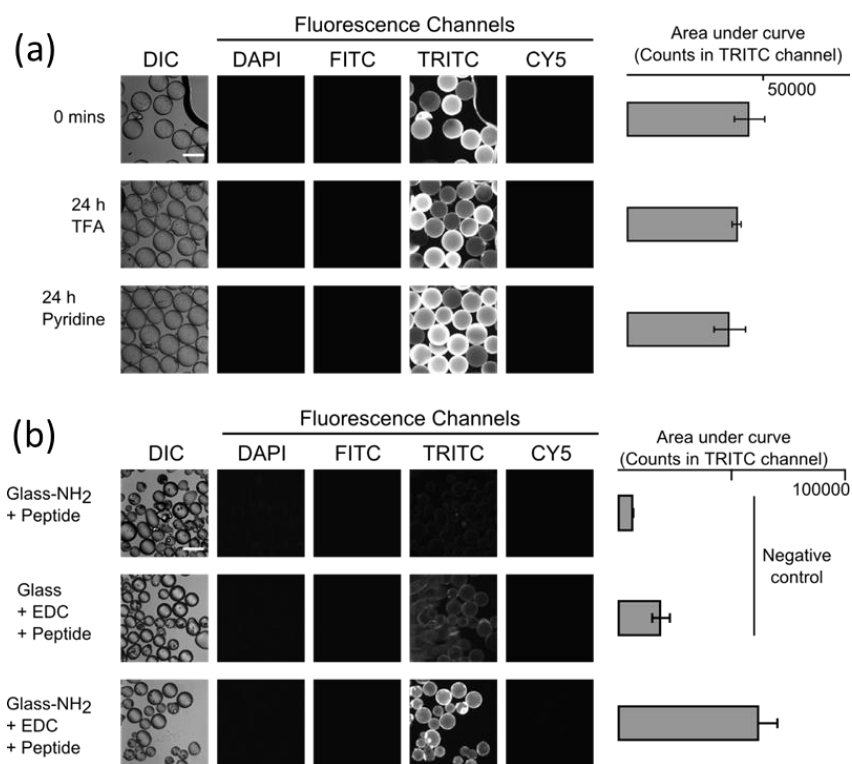 (a)
Fluorescence Channels
DIC DAPI FITC TRITC CY5
Area under curve
(Counts in TRITC channel)
50000
0 mins
24 h
TFA
24 h
Pyridine
(b)
Fluorescence Channels
DIC DAPI FITC TRITC CY5
Area under curve
(Counts in TRITC channel)
100000
Glass-NH2
+ Peptide
Glass
+ EDC
+ Peptide
Negative
control
Glass-NH2
+ EDC
+ Peptide